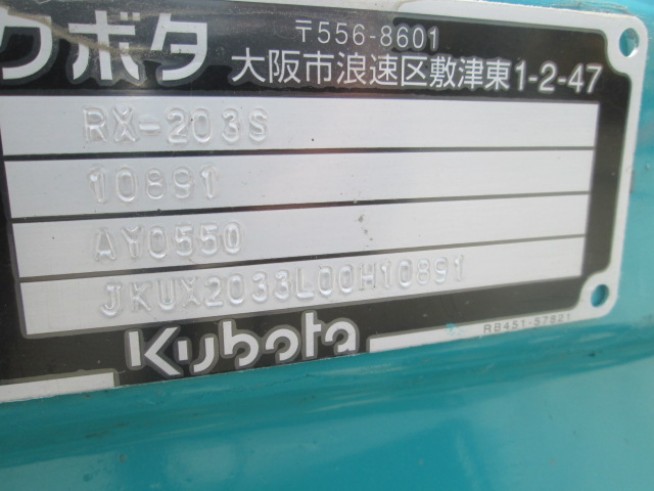 クボタ
〒556-8601
大阪市浪速区敷津東1-2-47
RX-203S
10891
AY0550
JKUX2033L00H10891
Kubota
RB451-57821